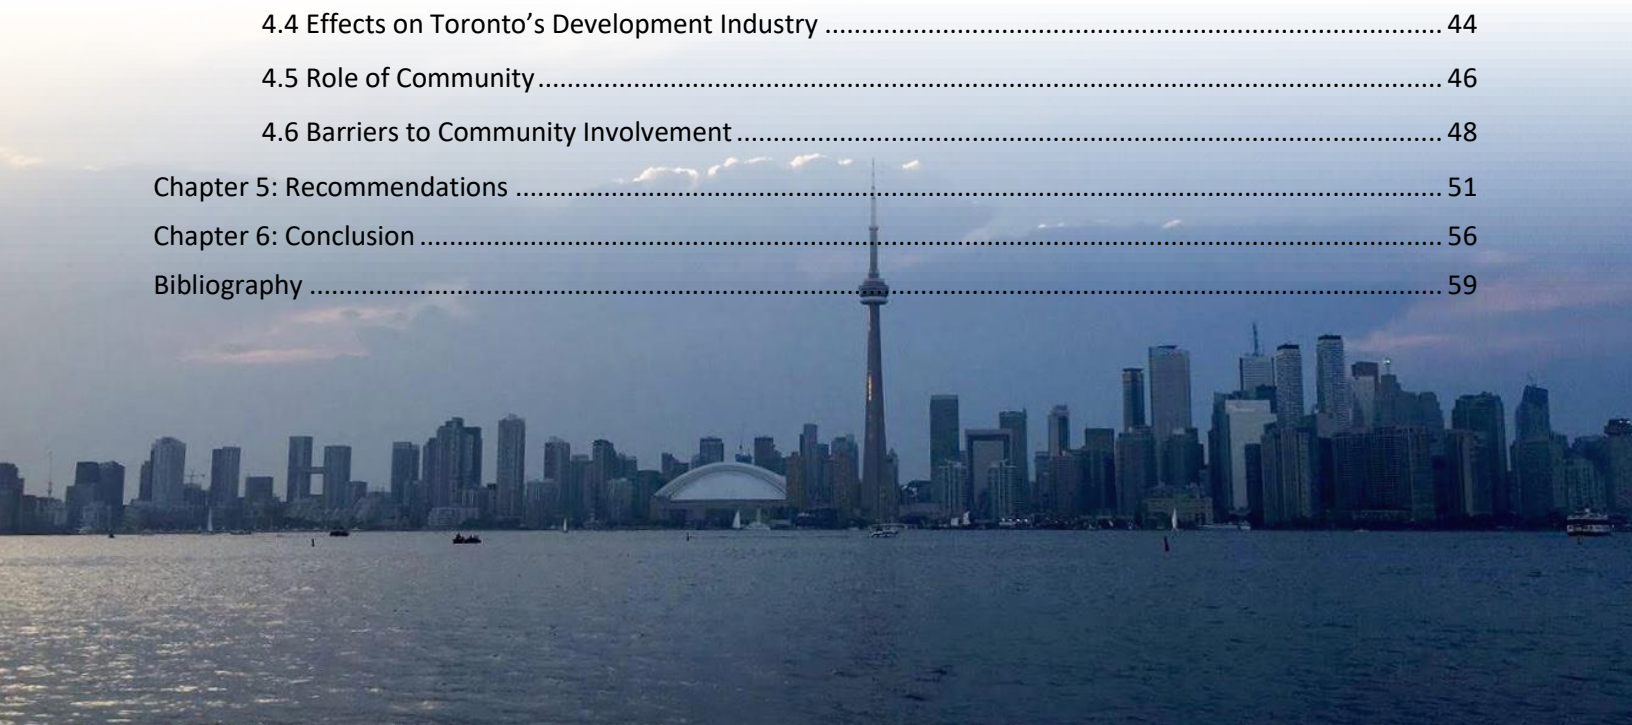 4.4 Effects on Toronto’s Development Industry ........................................................................................ 44
4.5 Role of Community ................................................................................................................................ 46
4.6 Barriers to Community Involvement .................................................................................................... 48
Chapter 5: Recommendations ..................................................................................................................... 51
Chapter 6: Conclusion .................................................................................................................................. 56
Bibliography ................................................................................................................................................. 59